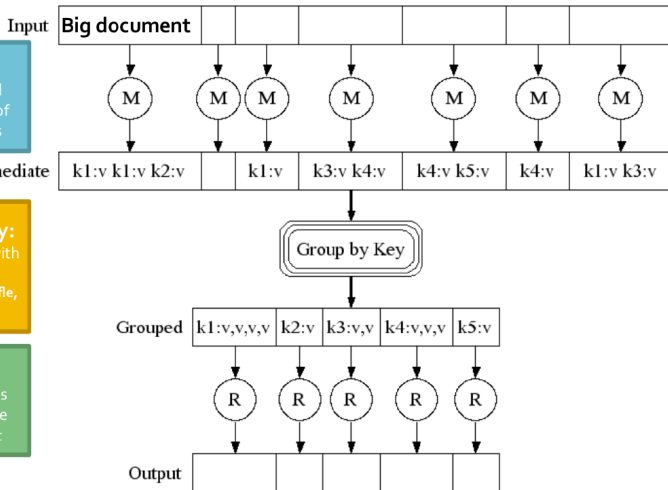 Input Big document
M M M M M M M
k1:v k1:v k2:v k1:v k3:v k4:v k4:v k5:v k4:v k1:v k3:v
Group by Key
Grouped k1:v,v,v,v k2:v k3:v,v k4:v,v,v k5:v
R R R R R
Output
of
y: